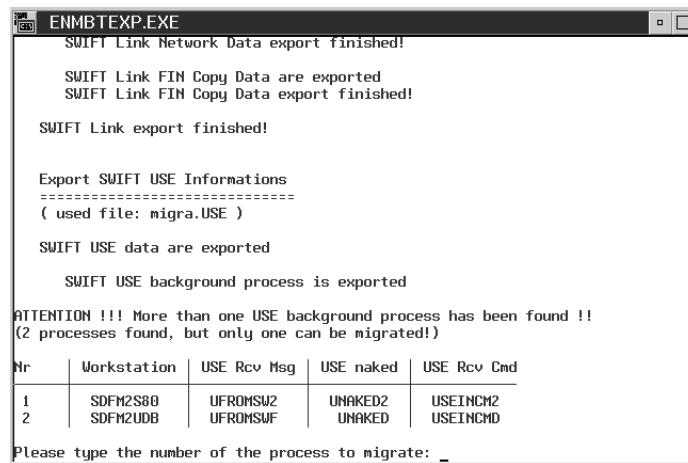 ENMBTEXP.EXE
SWIFT Link Network Data export finished!
SWIFT Link FIN Copy Data are exported
SWIFT Link FIN Copy Data export finished!
SWIFT Link export finished!
Export SWIFT USE Informations
==============================
( used file: migra.USE )
SWIFT USE data are exported
SWIFT USE background process is exported
ATTENTION !!! More than one USE background process has been found !!
(2 processes found, but only one can be migrated!)
Nr | Workstation | USE Rcv Msg | USE naked | USE Rcv Cmd
1 | SDFM2S80 | UFROMSW2 | UNAKED2 | USEINCM2
2 | SDFM2UDB | UFROMSWF | UNAKED | USEINCMD
Please type the number of the process to migrate: _